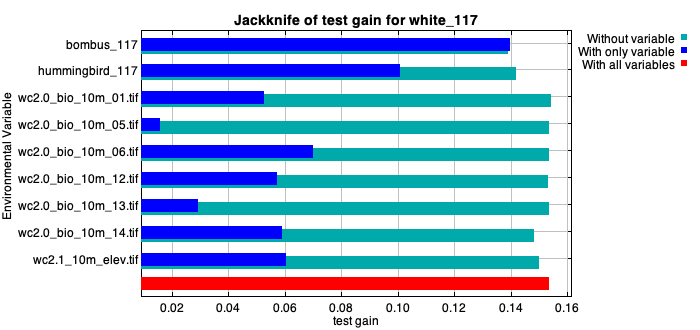 Jackknife of test gain for white_117
Without variable
With only variable
With all variables
Environmental Variable
bombus_117
hummingbird_117
wc2.0_bio_10m_01.tif
wc2.0_bio_10m_05.tif
wc2.0_bio_10m_06.tif
wc2.0_bio_10m_12.tif
wc2.0_bio_10m_13.tif
wc2.0_bio_10m_14.tif
wc2.1_10m_elev.tif
0.02 0.04 0.06 0.08 0.10 0.12 0.14 0.16
test gain